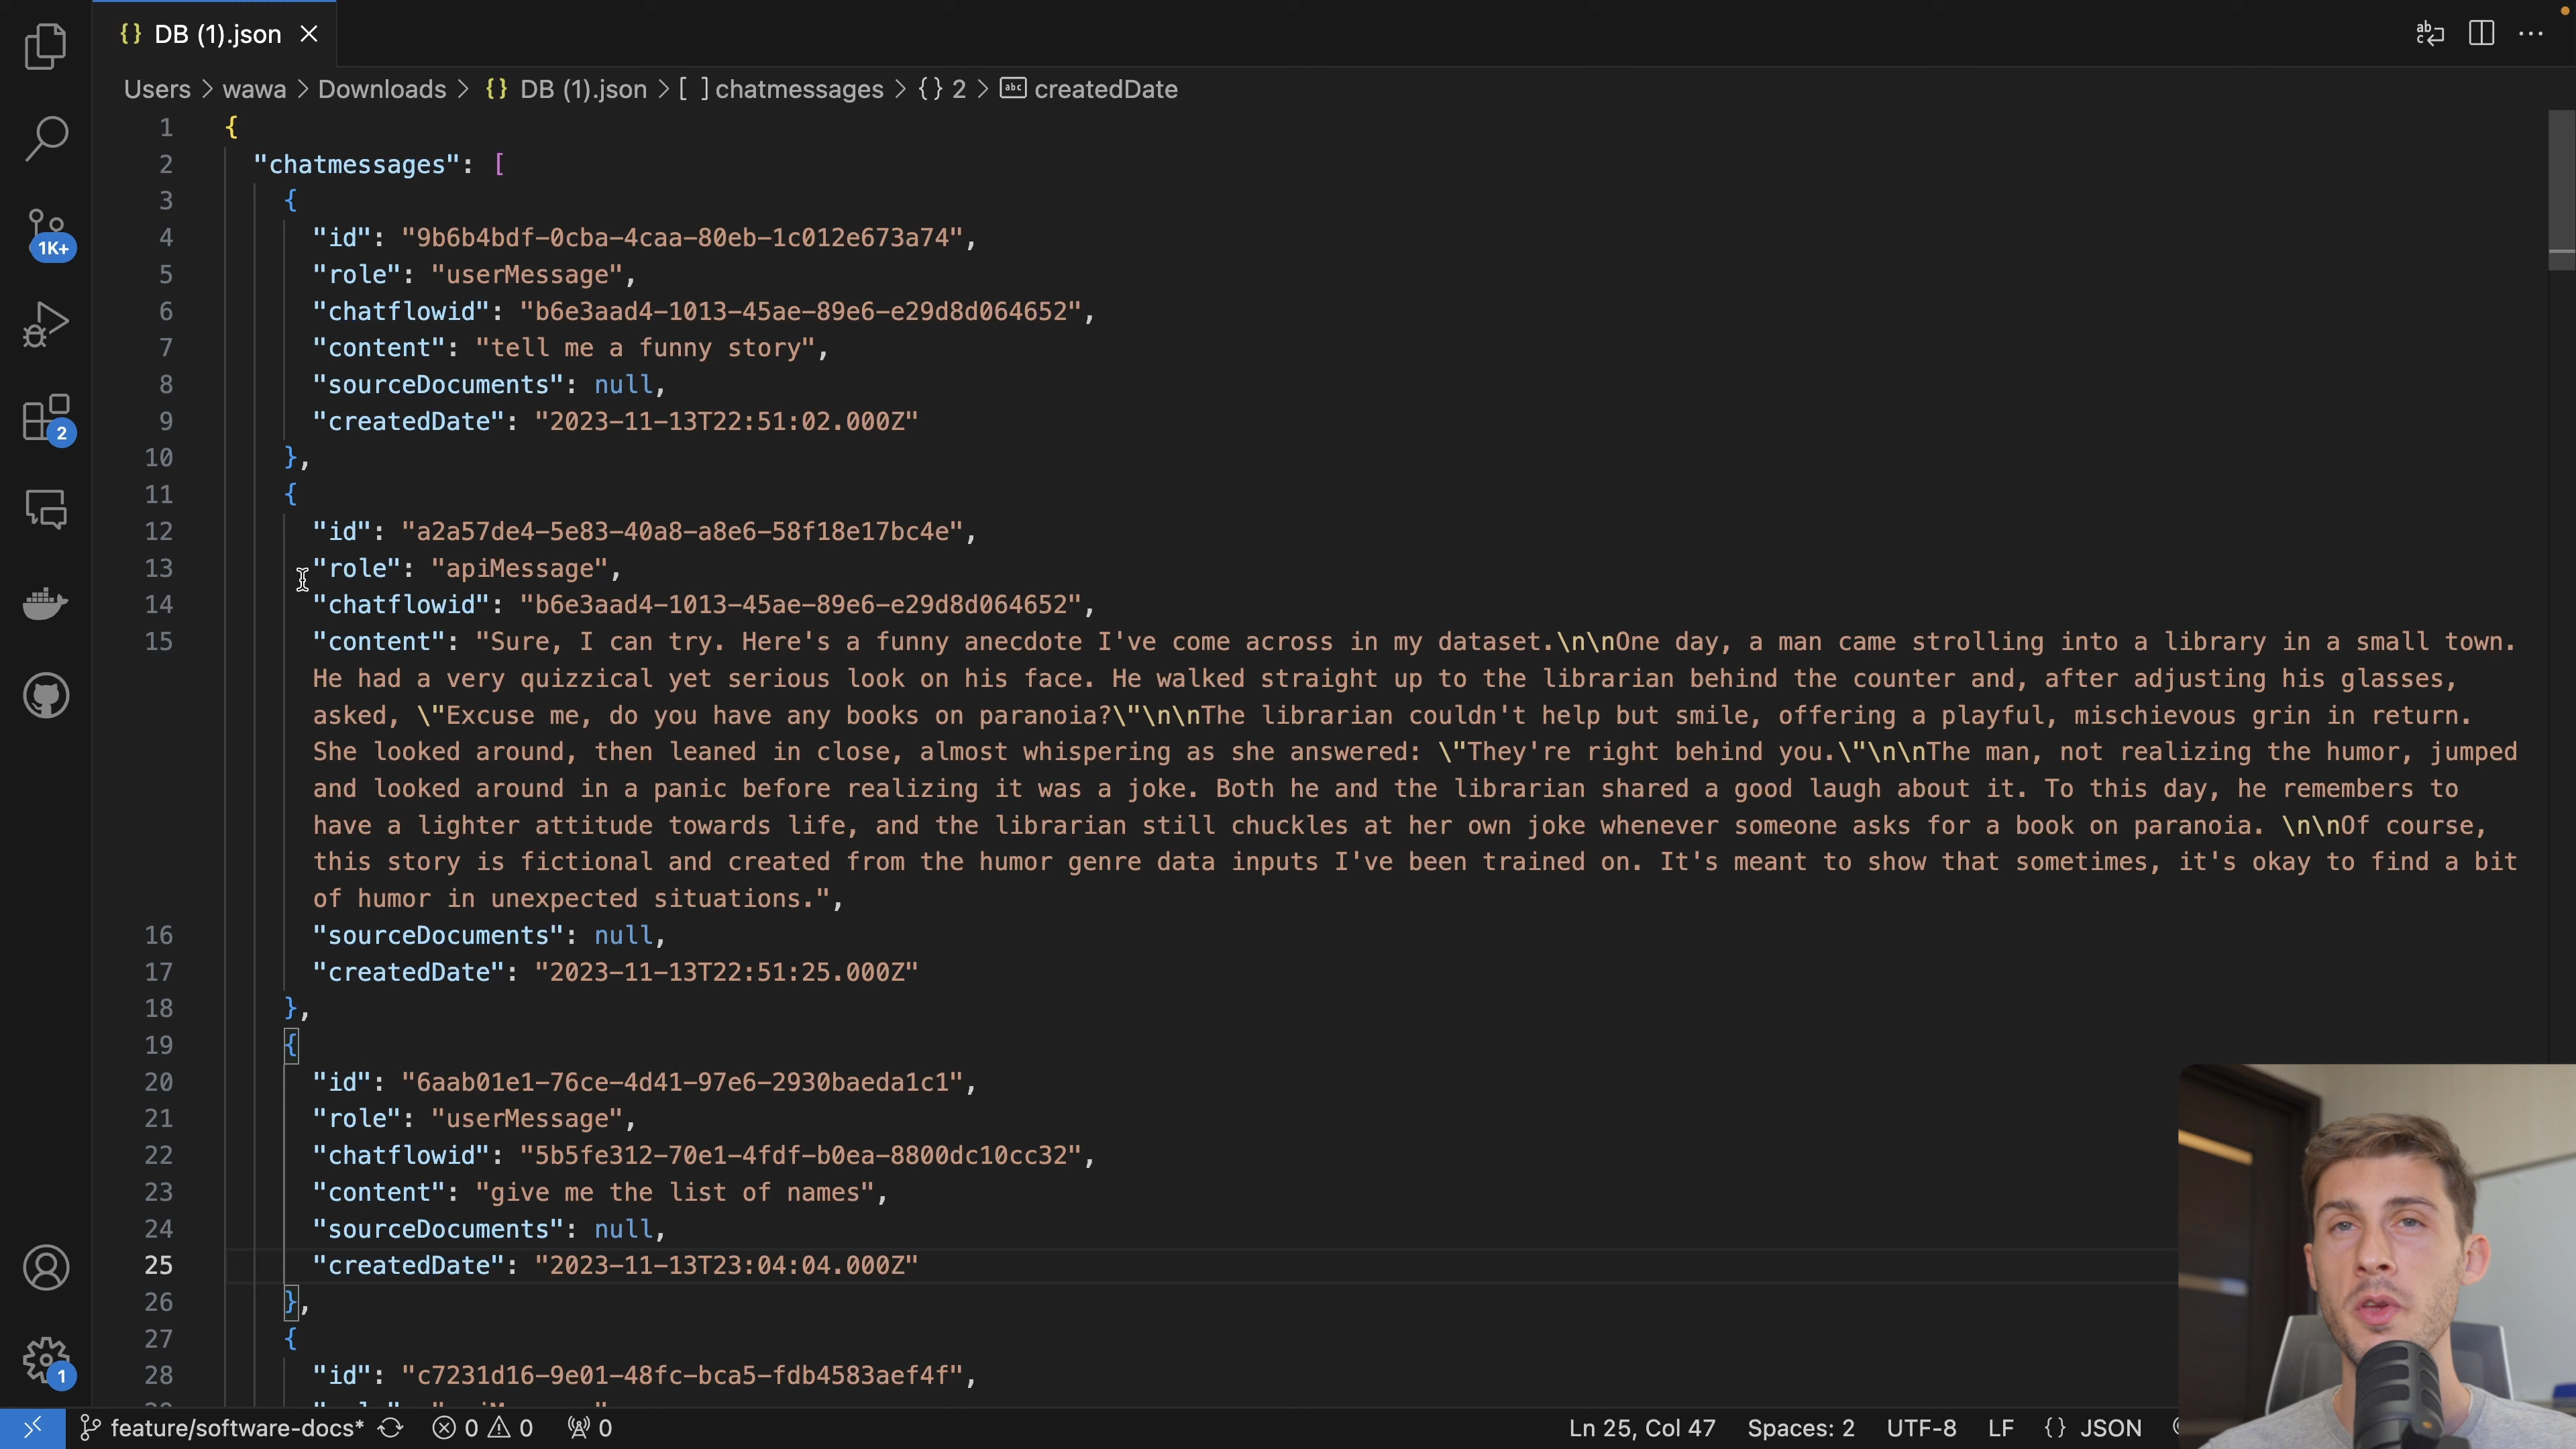 {} DB (1).json
Users > wawa > Downloads > {} DB (1).json > [ ] chatmessages > {} 2 > abc createdDate
1 {
2 "chatmessages": [
3 {
4 "id": "9b6b4bdf-0cba-4caa-80eb-1c012e673a74",
5 "role": "userMessage",
6 "chatflowid": "b6e3aad4-1013-45ae-89e6-e29d8d064652",
7 "content": "tell me a funny story",
8 "sourceDocuments": null,
9 "createdDate": "2023-11-13T22:51:02.000Z"
10 },
11 {
12 "id": "a2a57de4-5e83-40a8-a8e6-58f18e17bc4e",
13 "role": "apiMessage",
14 "chatflowid": "b6e3aad4-1013-45ae-89e6-e29d8d064652",
15 "content": "Sure, I can try. Here's a funny anecdote I've come across in my dataset.\n\nOne day, a man came strolling into a library in a small town.
He had a very quizzical yet serious look on his face. He walked straight up to the librarian behind the counter and, after adjusting his glasses,
asked, \"Excuse me, do you have any books on paranoia?\"\n\nThe librarian couldn't help but smile, offering a playful, mischievous grin in return.
She looked around, then leaned in close, almost whispering as she answered: \"They're right behind you.\"\n\nThe man, not realizing the humor, jumped
and looked around in a panic before realizing it was a joke. Both he and the librarian shared a good laugh about it. To this day, he remembers to
have a lighter attitude towards life, and the librarian still chuckles at her own joke whenever someone asks for a book on paranoia. \n\nOf course,
this story is fictional and created from the humor genre data inputs I've been trained on. It's meant to show that sometimes, it's okay to find a bit
of humor in unexpected situations.",
16 "sourceDocuments": null,
17 "createdDate": "2023-11-13T22:51:25.000Z"
18 },
19 {
20 "id": "6aab01e1-76ce-4d41-97e6-2930baeda1c1",
21 "role": "userMessage",
22 "chatflowid": "5b5fe312-70e1-4fdf-b0ea-8800dc10cc32",
23 "content": "give me the list of names",
24 "sourceDocuments": null,
25 "createdDate": "2023-11-13T23:04:04.000Z"
26 },
27 {
28 "id": "c7231d16-9e01-48fc-bca5-fdb4583aef4f",
1K+
2
1
feature/software-docs* 0 0 0 Ln 25, Col 47 Spaces: 2 UTF-8 LF {} JSON